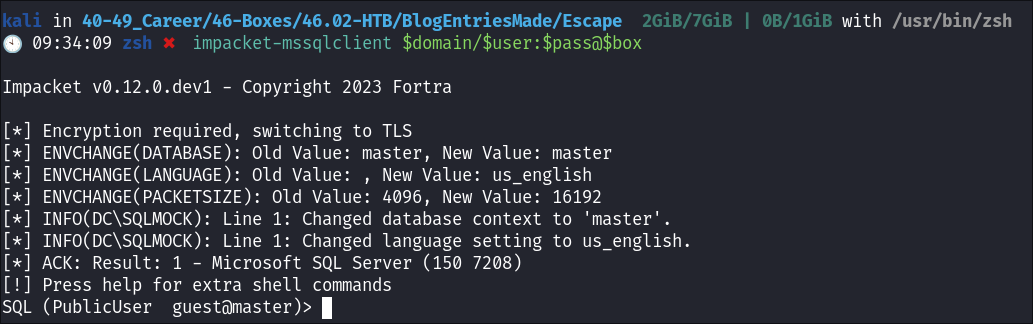 kali in 40-49_Career/46-Boxes/46.02-HTB/BlogEntriesMade/Escape 2GiB/7GiB | 0B/1GiB with /usr/bin/zsh
🕙 09:34:09 zsh ✖ impacket-mssqlclient $domain/$user:$pass@$box
Impacket v0.12.0.dev1 - Copyright 2023 Fortra
[*] Encryption required, switching to TLS
[*] ENVCHANGE(DATABASE): Old Value: master, New Value: master
[*] ENVCHANGE(LANGUAGE): Old Value: , New Value: us_english
[*] ENVCHANGE(PACKETSIZE): Old Value: 4096, New Value: 16192
[*] INFO(DC\SQLMOCK): Line 1: Changed database context to 'master'.
[*] INFO(DC\SQLMOCK): Line 1: Changed language setting to us_english.
[*] ACK: Result: 1 - Microsoft SQL Server (150 7208)
[!] Press help for extra shell commands
SQL (PublicUser  guest@master)>